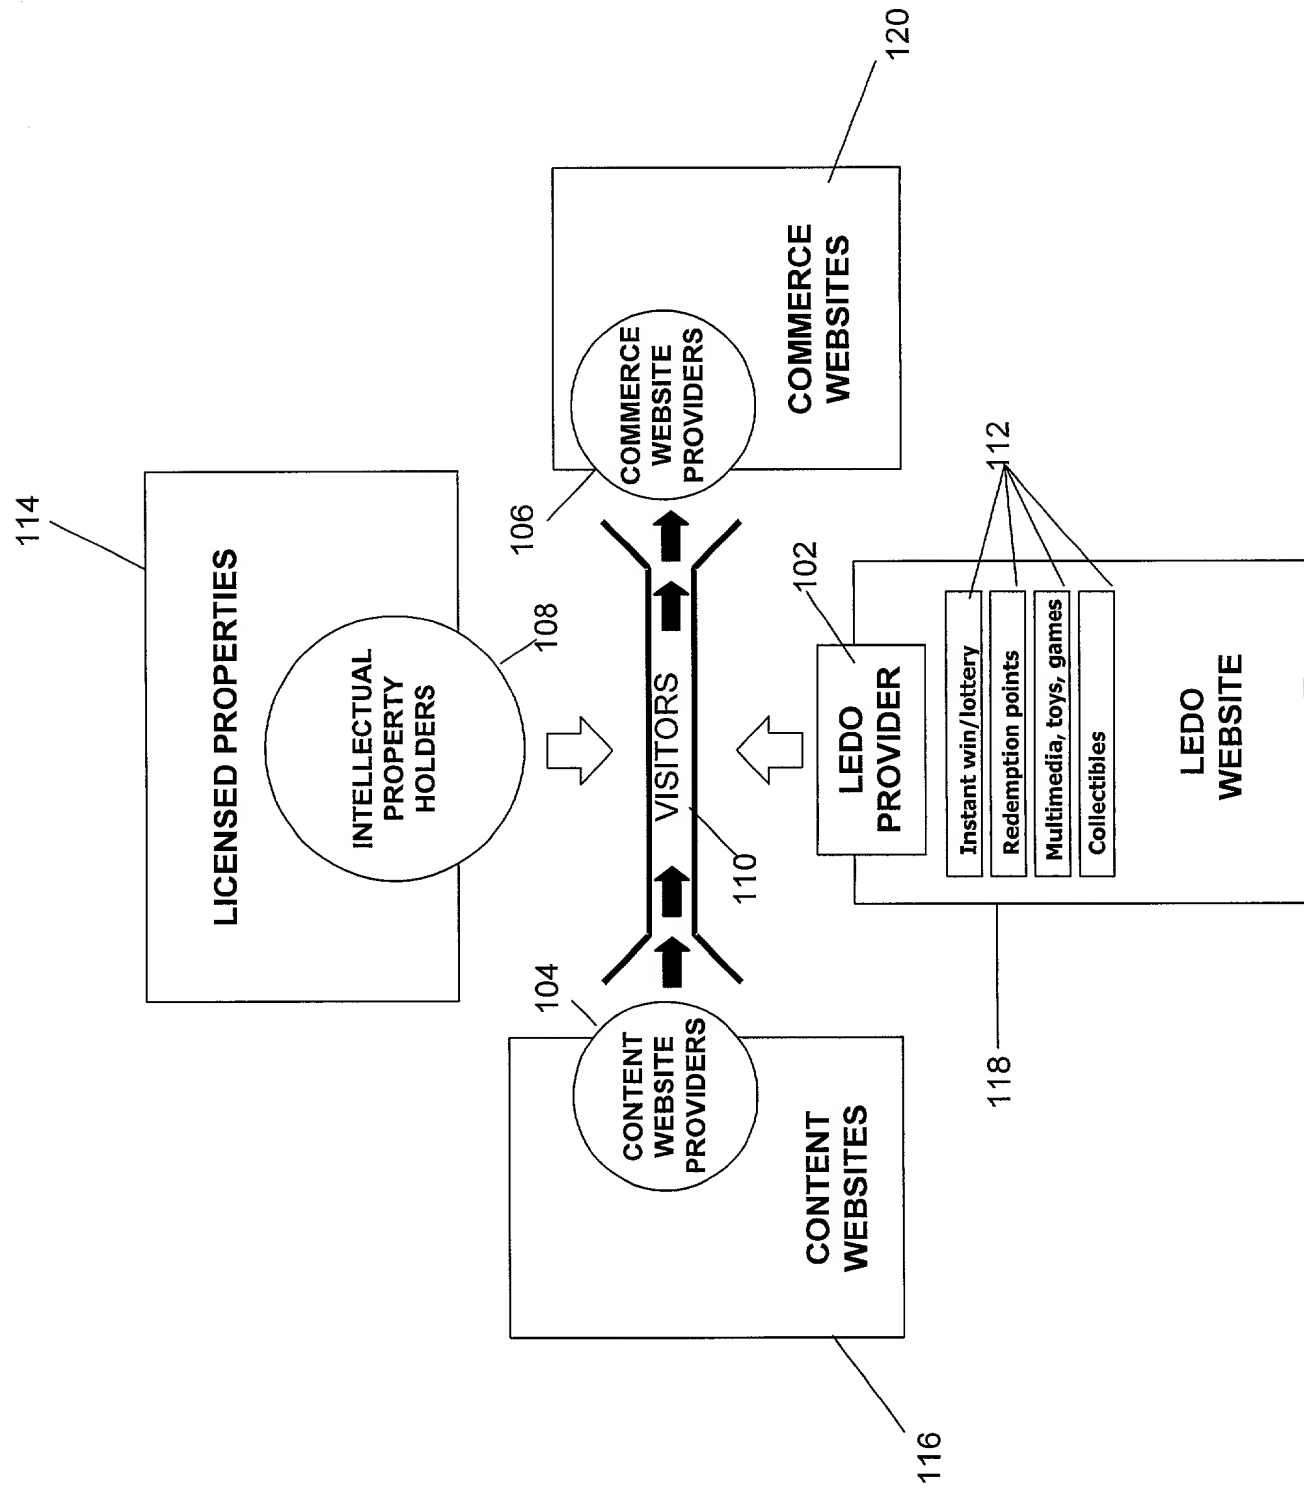 114
LICENSED PROPERTIES
INTELLECTUAL
PROPERTY
HOLDERS
108
104
CONTENT
WEBSITE
PROVIDERS
CONTENT
WEBSITES
116
VISITORS
110
106
COMMERCE
WEBSITE
PROVIDERS
COMMERCE
WEBSITES
120
102
LEDO
PROVIDER
Instant win/lottery
Redemption points
Multimedia, toys, games
Collectibles
112
LEDO
WEBSITE
118